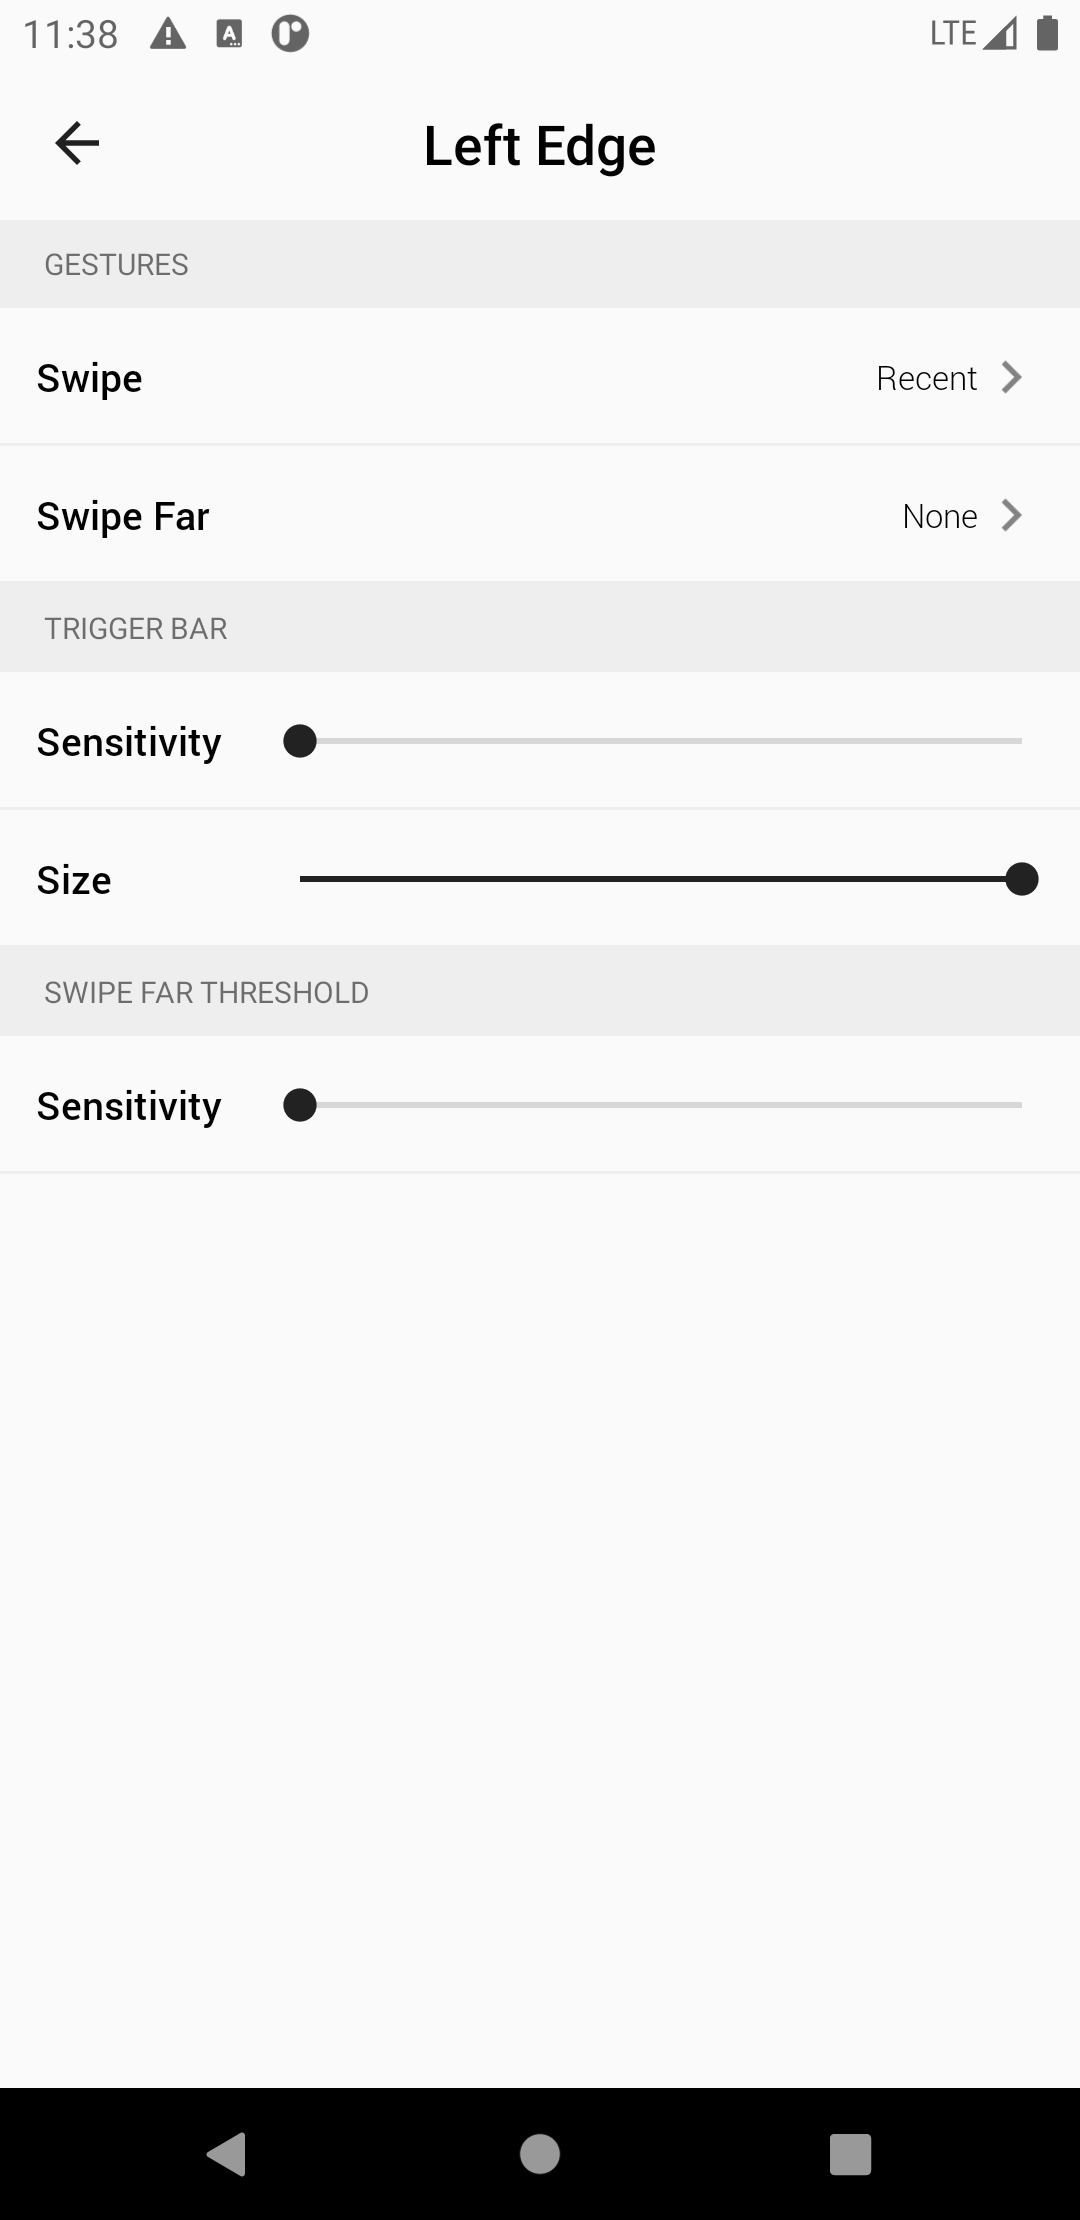 11:38
LTE
Left Edge
GESTURES
Swipe Recent
Swipe Far None
TRIGGER BAR
Sensitivity
Size
SWIPE FAR THRESHOLD
Sensitivity